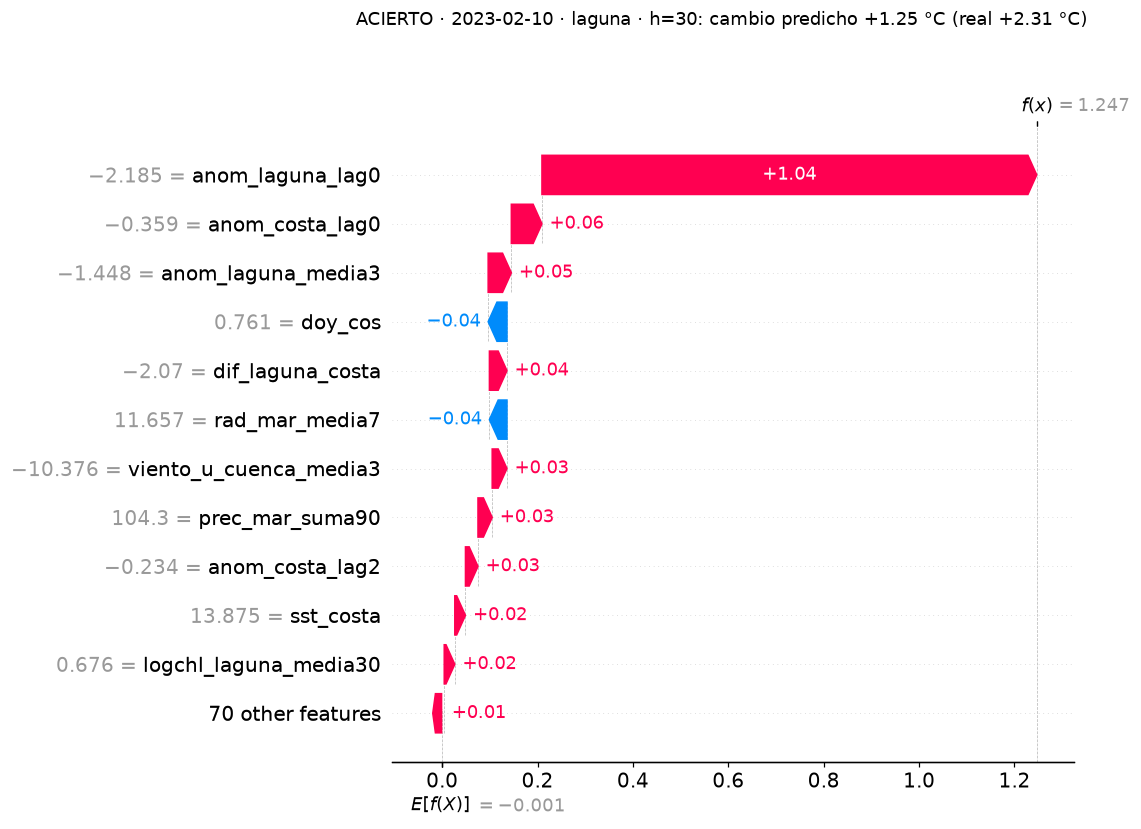 ACIERTO · 2023-02-10 · laguna · h=30: cambio predicho +1.25 °C (real +2.31 °C)
f(x) = 1.247
−2.185 = anom_laguna_lag0 +1.04
−0.359 = anom_costa_lag0 +0.06
−1.448 = anom_laguna_media3 +0.05
0.761 = doy_cos −0.04
−2.07 = dif_laguna_costa +0.04
11.657 = rad_mar_media7 −0.04
−10.376 = viento_u_cuenca_media3 +0.03
104.3 = prec_mar_suma90 +0.03
−0.234 = anom_costa_lag2 +0.03
13.875 = sst_costa +0.02
0.676 = logchl_laguna_media30 +0.02
70 other features +0.01
0.0 0.2 0.4 0.6 0.8 1.0 1.2
E[f(X)] = −0.001